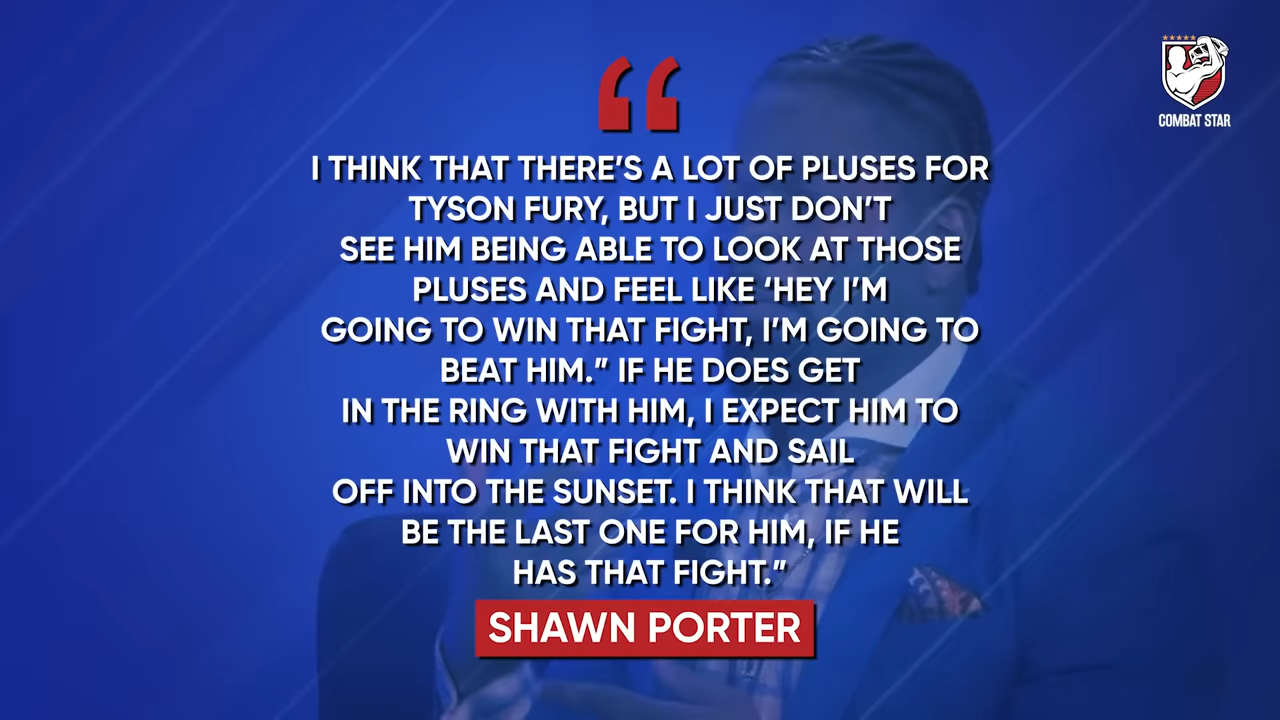 COMBAT STAR
“
I THINK THAT THERE’S A LOT OF PLUSES FOR
TYSON FURY, BUT I JUST DON’T
SEE HIM BEING ABLE TO LOOK AT THOSE
PLUSES AND FEEL LIKE ‘HEY I’M
GOING TO WIN THAT FIGHT, I’M GOING TO
BEAT HIM.” IF HE DOES GET
IN THE RING WITH HIM, I EXPECT HIM TO
WIN THAT FIGHT AND SAIL
OFF INTO THE SUNSET. I THINK THAT WILL
BE THE LAST ONE FOR HIM, IF HE
HAS THAT FIGHT.”
SHAWN PORTER